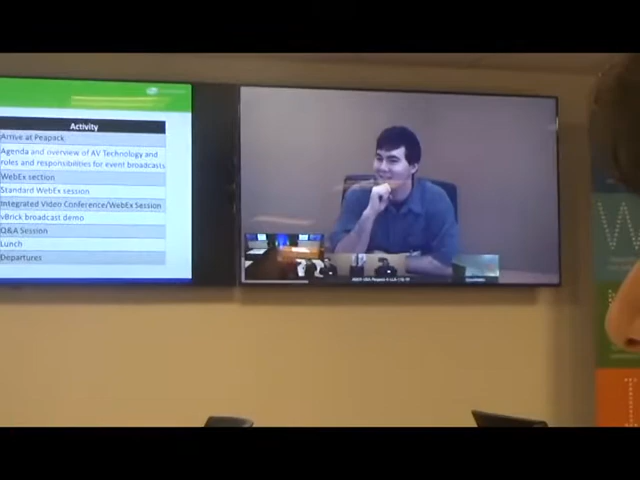 Activity
Arrive at Peapack
Agenda and overview of AV Technology and
roles and responsibilities for event broadcasts
WebEx section
Standard WebEx session
Integrated Video Conference/WebEx Session
vBrick broadcast demo
Q&A Session
Lunch
Departures
W